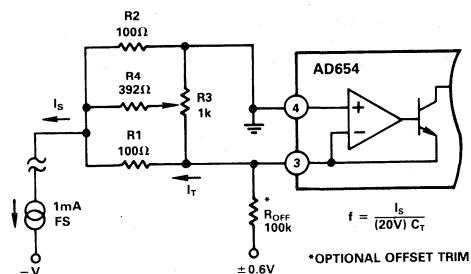 R2
100Ω
R4
392Ω
R3
1k
R1
100Ω
IS
IT
1mA
FS
–V
*
ROFF
100k
±0.6V
AD654
4
+
–
3
f = IS
(20V) CT
*OPTIONAL OFFSET TRIM